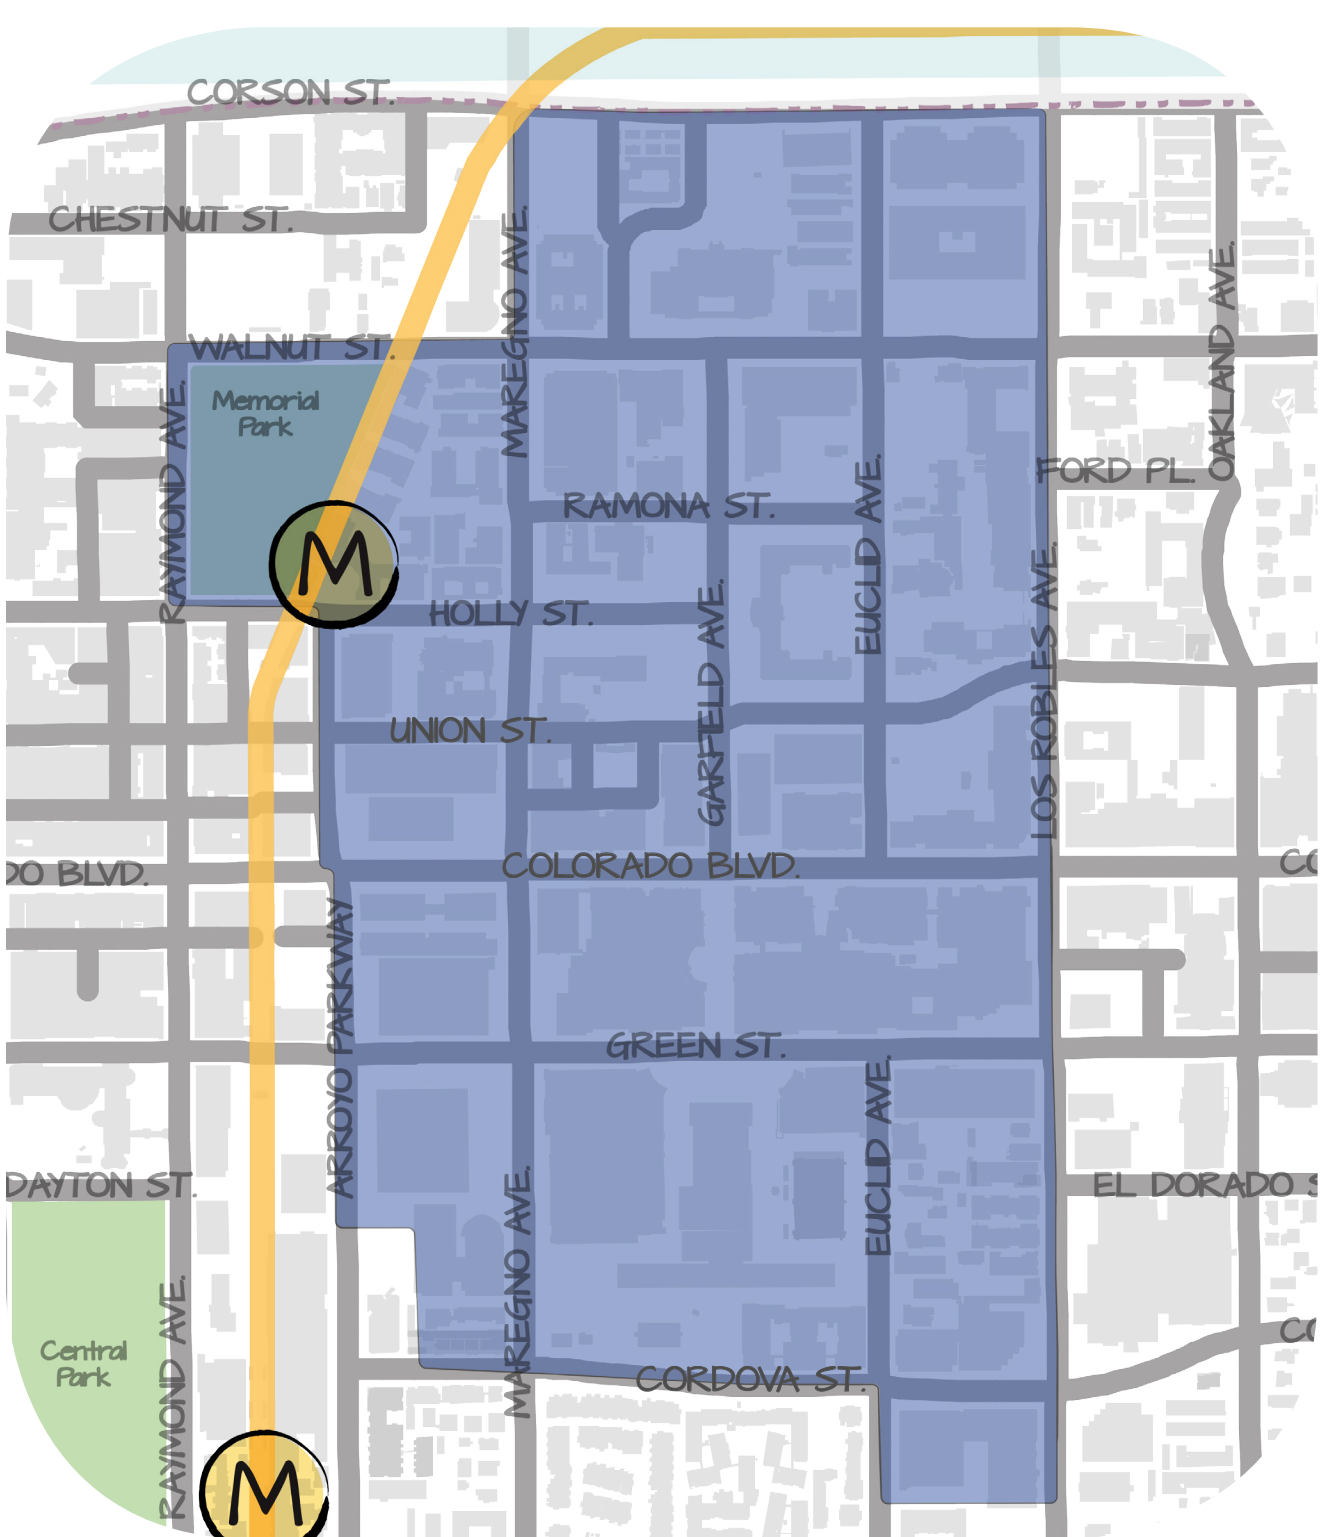 CORSON ST.
CHESTNUT ST.
MAREGNO AVE.
WALNUT ST.
OAKLAND AVE.
Memorial
Park
RAYMOND AVE.
FORD PL.
RAMONA ST.
EUCLID AVE.
M
HOLLY ST.
LOS ROBLES AVE.
GARFIELD AVE.
UNION ST.
DO BLVD.
COLORADO BLVD.
CO
ARROYO PARKWAY
GREEN ST.
EUCLID AVE.
DAYTON ST.
EL DORADO S
MAREGNO AVE.
RAYMOND AVE.
Central
Park
CORDOVA ST.
CO
M